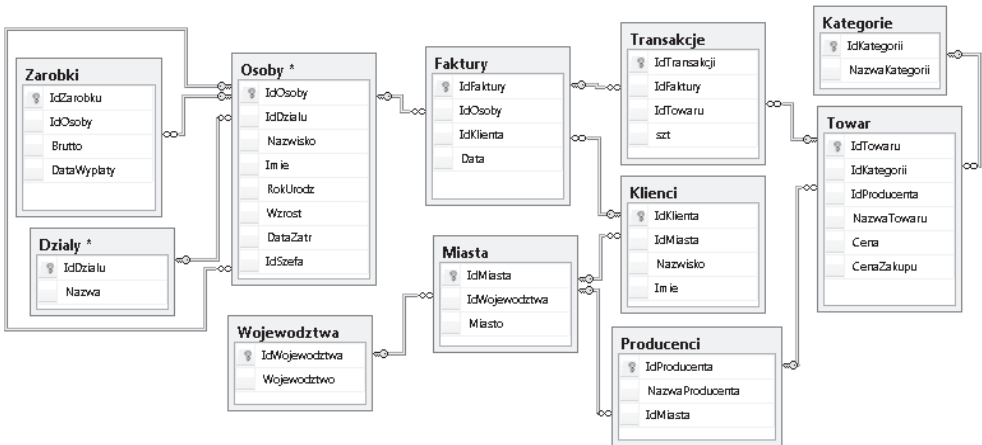 Zarobki
IdZarobku
IdOsoby
Brutto
DataWyplaty
Osoby *
IdOsoby
IdDzialu
Nazwisko
Imie
RokUrodz
Wzrost
DataZatr
IdSzefa
Dzialy *
IdDzialu
Nazwa
Faktury
IdFaktury
IdOsoby
IdKlienta
Data
Transakcje
IdTransakcji
IdFaktury
IdTowaru
szt
Kategorie
IdKategorii
NazwaKategorii
Towar
IdTowaru
IdKategorii
IdProducenta
NazwaTowaru
Cena
CenaZakupu
Klienci
IdKlienta
IdMiasta
Nazwisko
Imie
Miasta
IdMiasta
IdWojewodztwa
Miasto
Wojewodztwa
IdWojewodztwa
Wojewodztwo
Producenci
IdProducenta
NazwaProducenta
IdMiasta